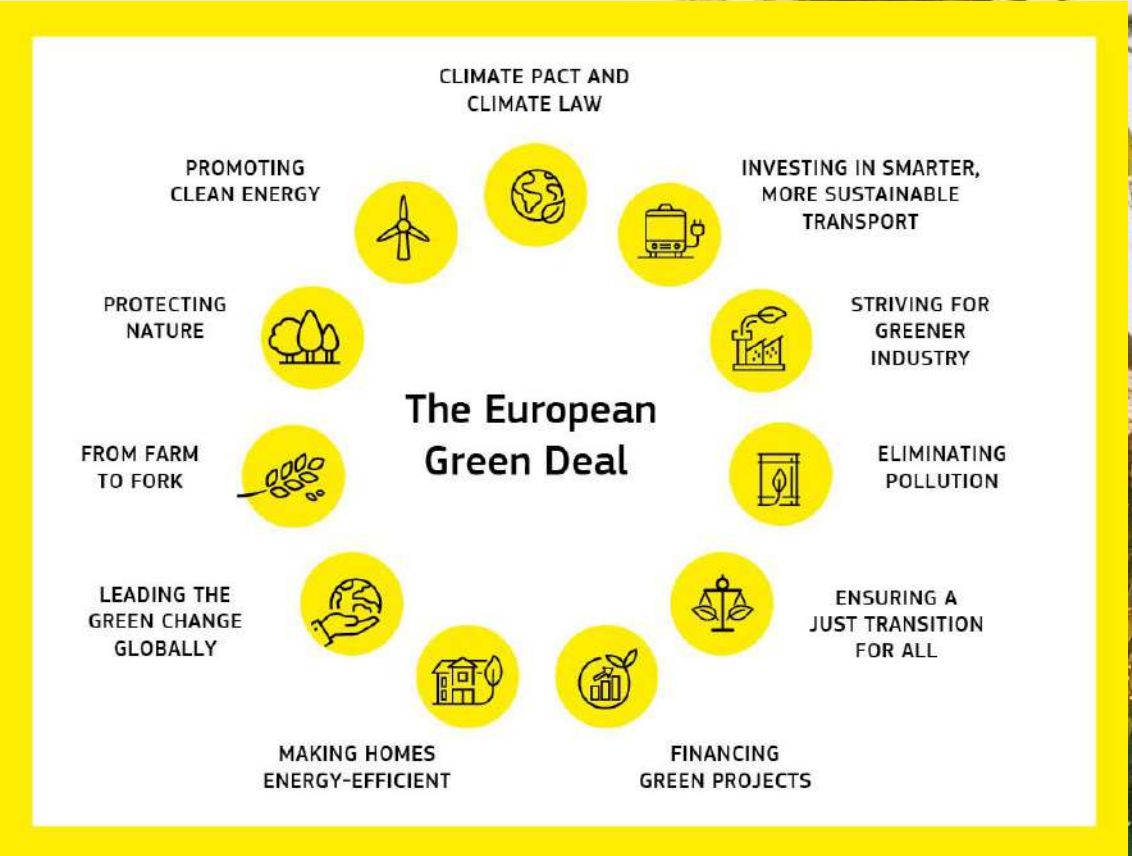 CLIMATE PACT AND
CLIMATE LAW
PROMOTING
CLEAN ENERGY
INVESTING IN SMARTER,
MORE SUSTAINABLE
TRANSPORT
PROTECTING
NATURE
STRIVING FOR
GREENER
INDUSTRY
The European
Green Deal
FROM FARM
TO FORK
ELIMINATING
POLLUTION
LEADING THE
GREEN CHANGE
GLOBALLY
ENSURING A
JUST TRANSITION
FOR ALL
MAKING HOMES
ENERGY-EFFICIENT
FINANCING
GREEN PROJECTS